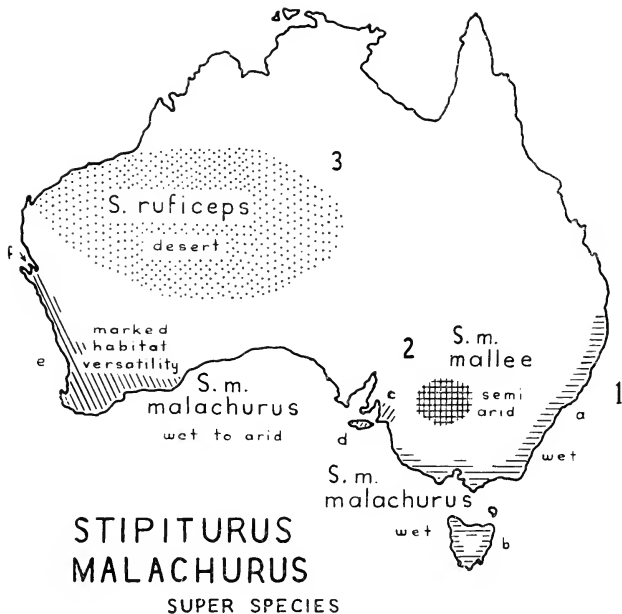 3
S. ruficeps
desert
f
marked
habitat
versatility
e
S. m.
malachurus
wet to arid
2
S. m.
mallee
semi
arid
1
a
c
d
wet
S. m.
malachurus
wet
b
STIPITURUS
MALACHURUS
SUPER SPECIES